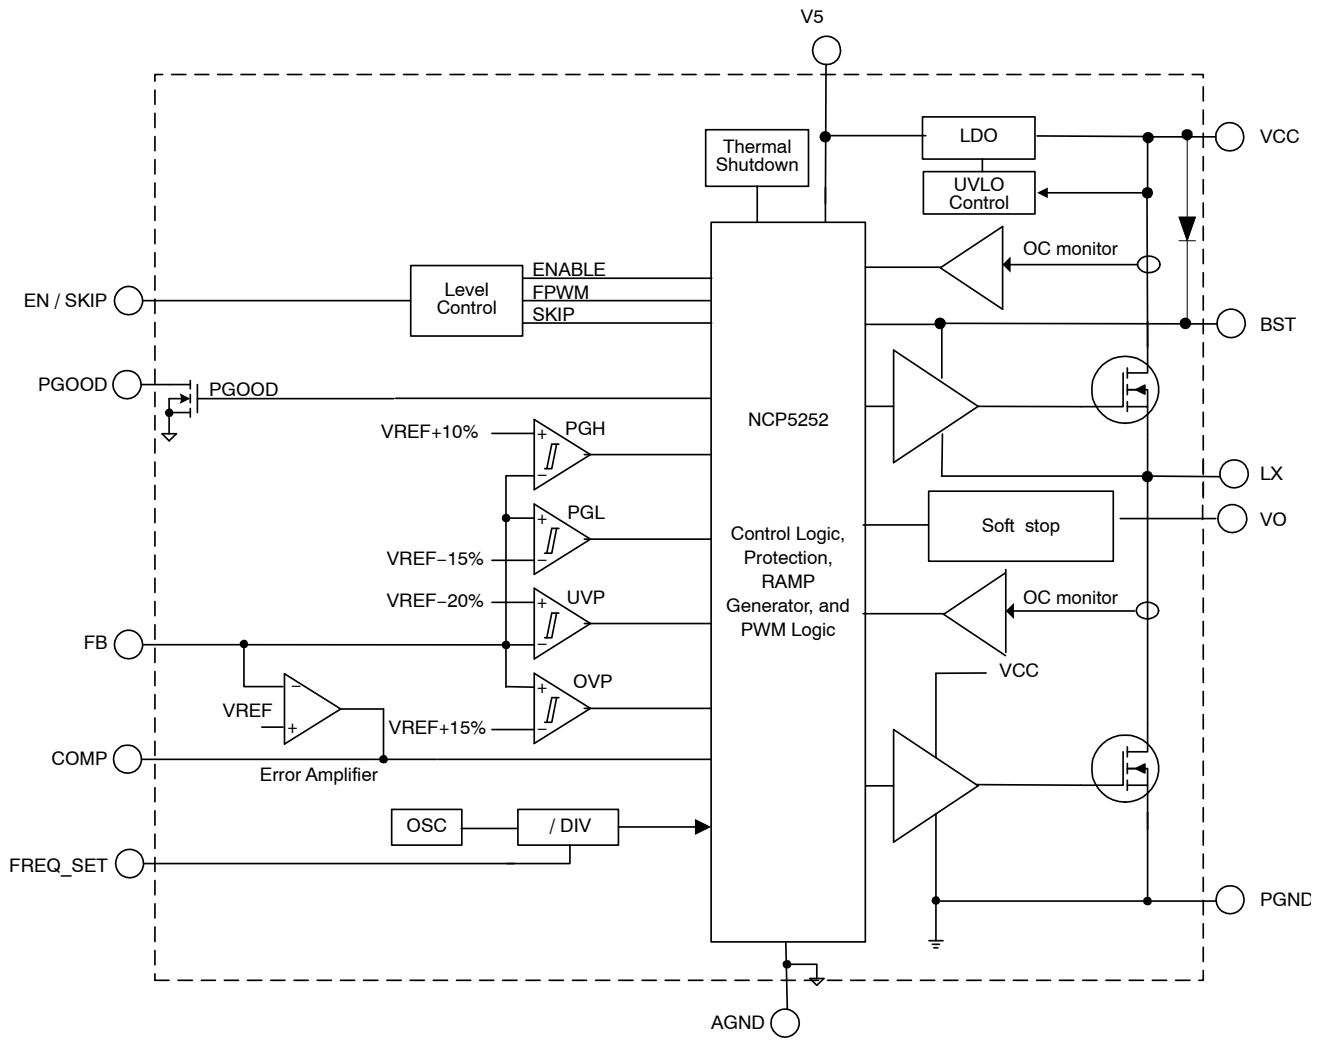 V5
LDO
VCC
Thermal
Shutdown
UVLO
Control
OC monitor
ENABLE
EN / SKIP
Level
Control
FPWM
SKIP
BST
PGOOD
PGOOD
NCP5252
VREF+10%
+
PGH
−
LX
+
PGL
VREF−15%
−
Soft stop
VO
Control Logic,
Protection,
RAMP
Generator, and
PWM Logic
VREF−20%
+
UVP
−
OC monitor
FB
VCC
+
OVP
VREF+15%
−
−
VREF
+
COMP
Error Amplifier
OSC
/ DIV
FREQ_SET
PGND
AGND